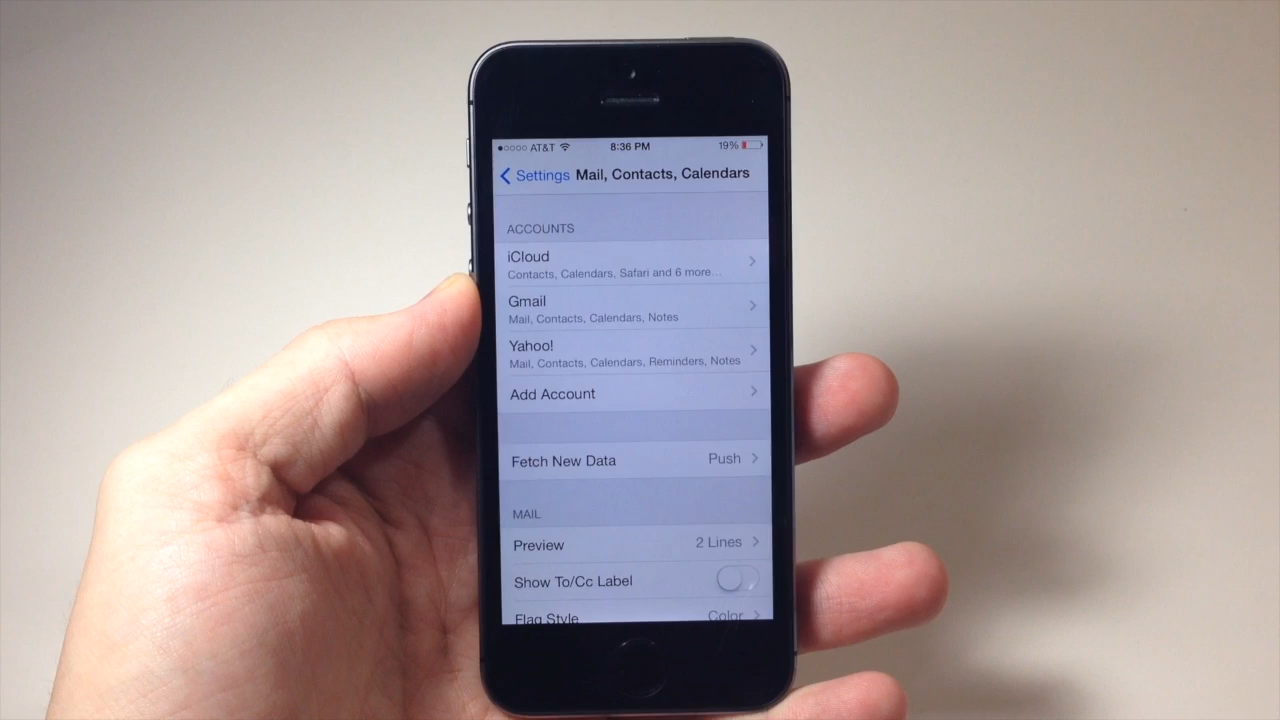 AT&T 8:36 PM 19%
Settings Mail, Contacts, Calendars
ACCOUNTS
iCloud
Contacts, Calendars, Safari and 6 more...
Gmail
Mail, Contacts, Calendars, Notes
Yahoo!
Mail, Contacts, Calendars, Reminders, Notes
Add Account
Fetch New Data Push
MAIL
Preview 2 Lines
Show To/Cc Label
Flag Style Color